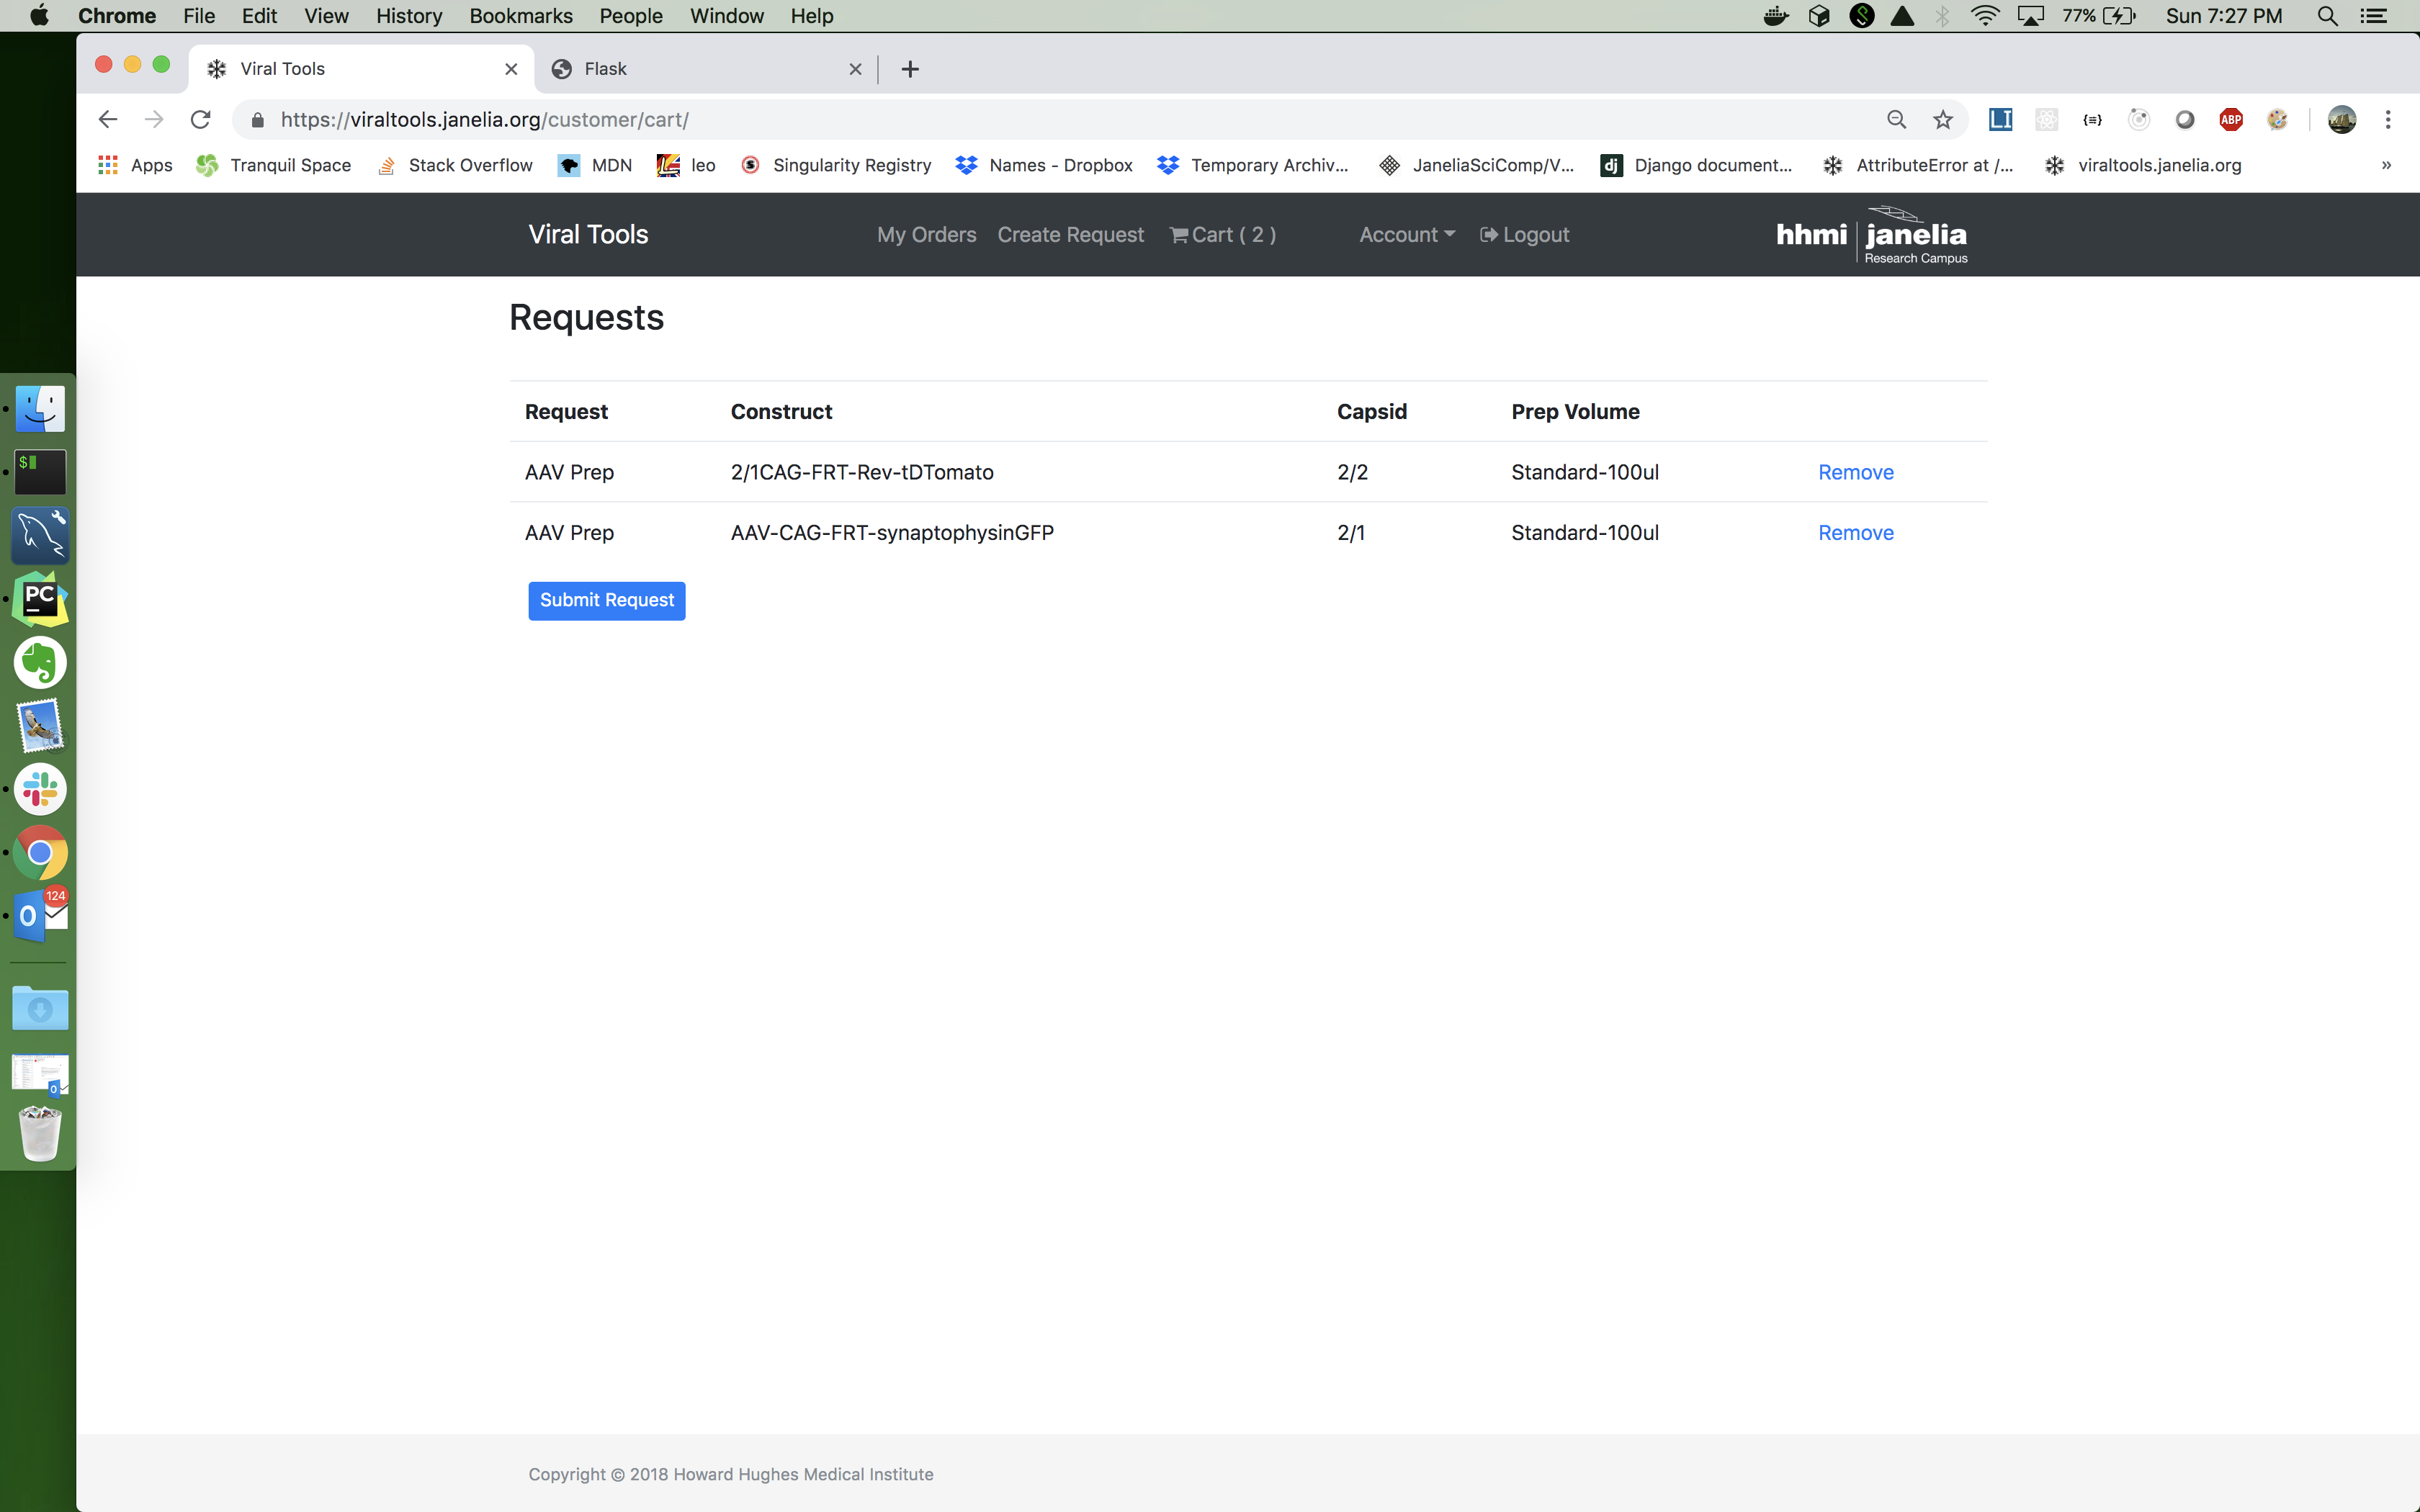 Chrome File Edit View History Bookmarks People Window Help 77% Sun 7:27 PM
Viral Tools Flask
https://viraltools.janelia.org/customer/cart/ LI {≡} ABP
Apps Tranquil Space Stack Overflow MDN leo Singularity Registry Names - Dropbox Temporary Archiv... JaneliaSciComp/V... dj Django document... AttributeError at /... viraltools.janelia.org »
Viral Tools My Orders Create Request Cart ( 2 ) Account Logout hhmi janelia
Research Campus
Requests
Request Construct Capsid Prep Volume
AAV Prep 2/1CAG-FRT-Rev-tDTomato 2/2 Standard-100ul Remove
AAV Prep AAV-CAG-FRT-synaptophysinGFP 2/1 Standard-100ul Remove
Submit Request
$
PC
124
O
Copyright © 2018 Howard Hughes Medical Institute